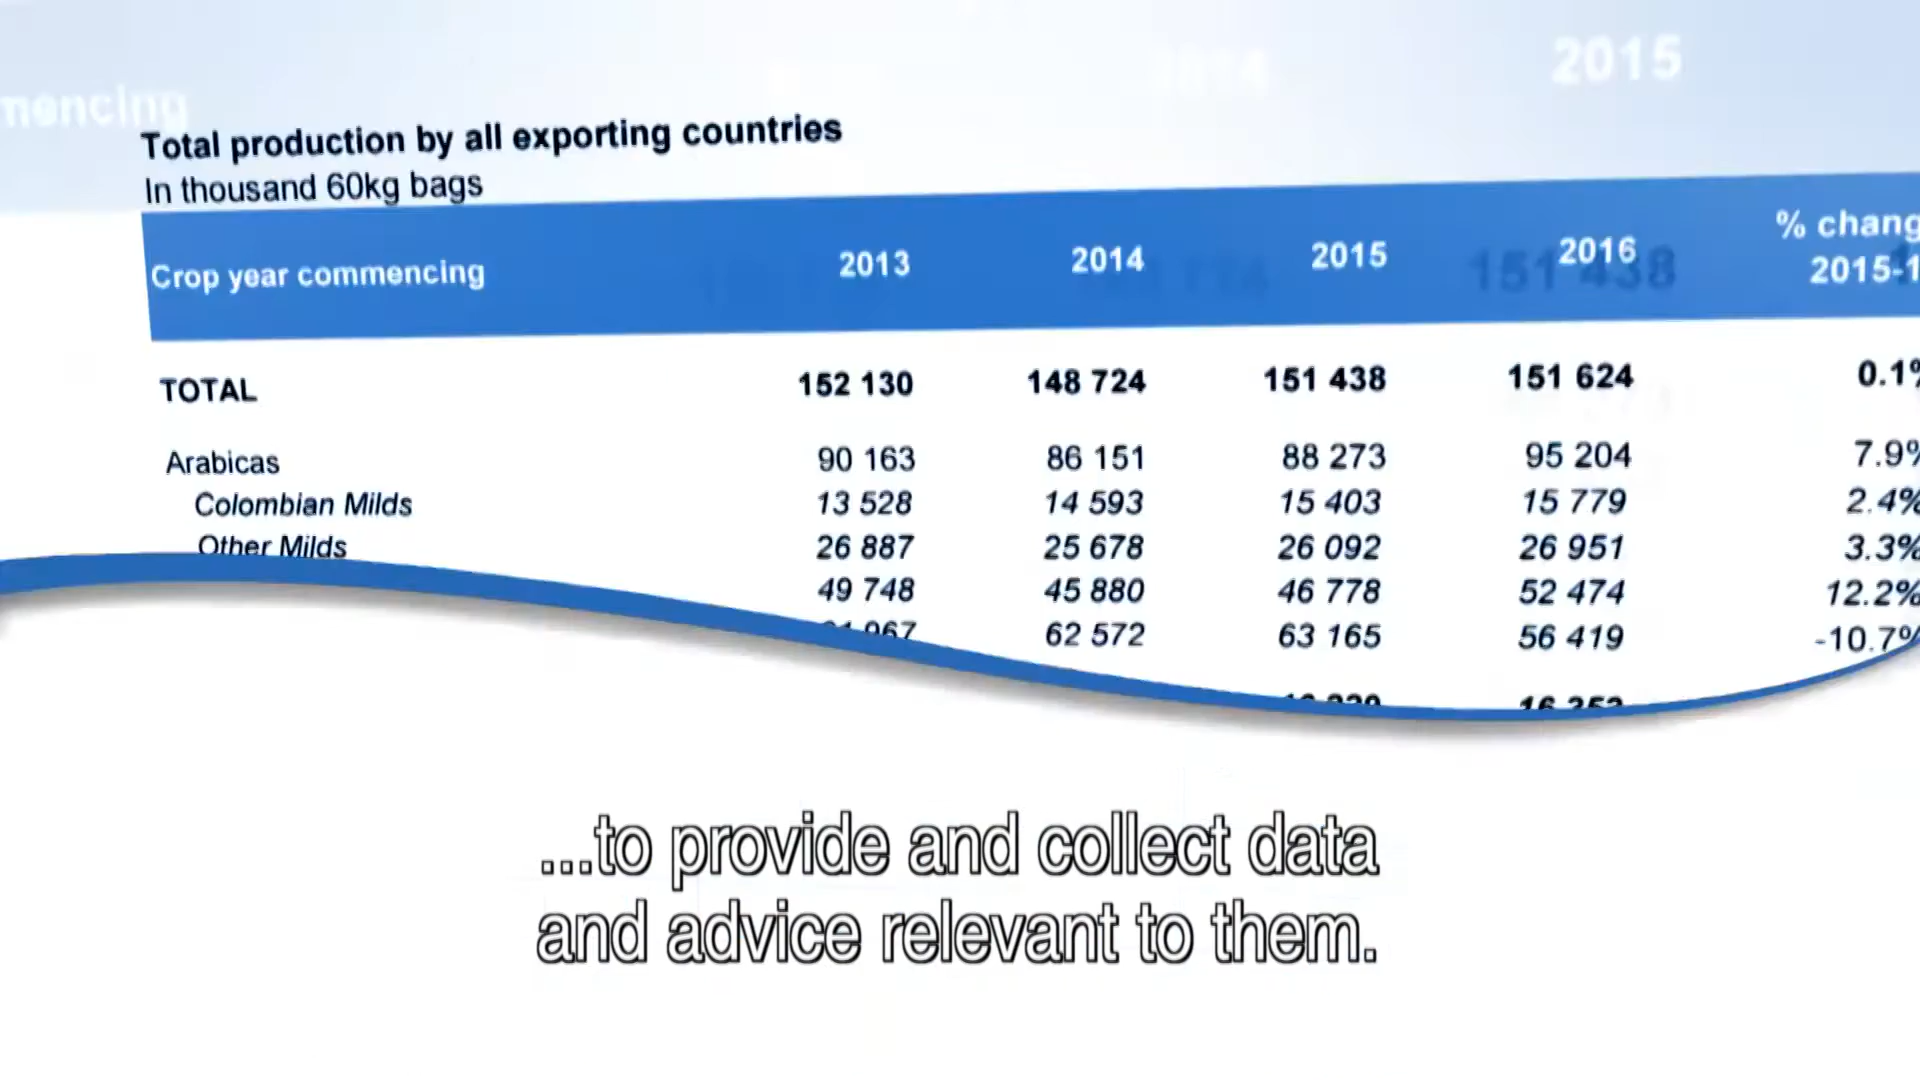 mencing 2014 2015
Total production by all exporting countries
In thousand 60kg bags
Crop year commencing 2013 2014 2015 2016 % chang
2015-1
151 438
TOTAL 152 130 148 724 151 438 151 624 0.1%
Arabicas 90 163 86 151 88 273 95 204 7.9%
Colombian Milds 13 528 14 593 15 403 15 779 2.4%
Other Milds 26 887 25 678 26 092 26 951 3.3%
49 748 45 880 46 778 52 474 12.2%
967 62 572 63 165 56 419 -10.7%
...to provide and collect data
and advice relevant to them.